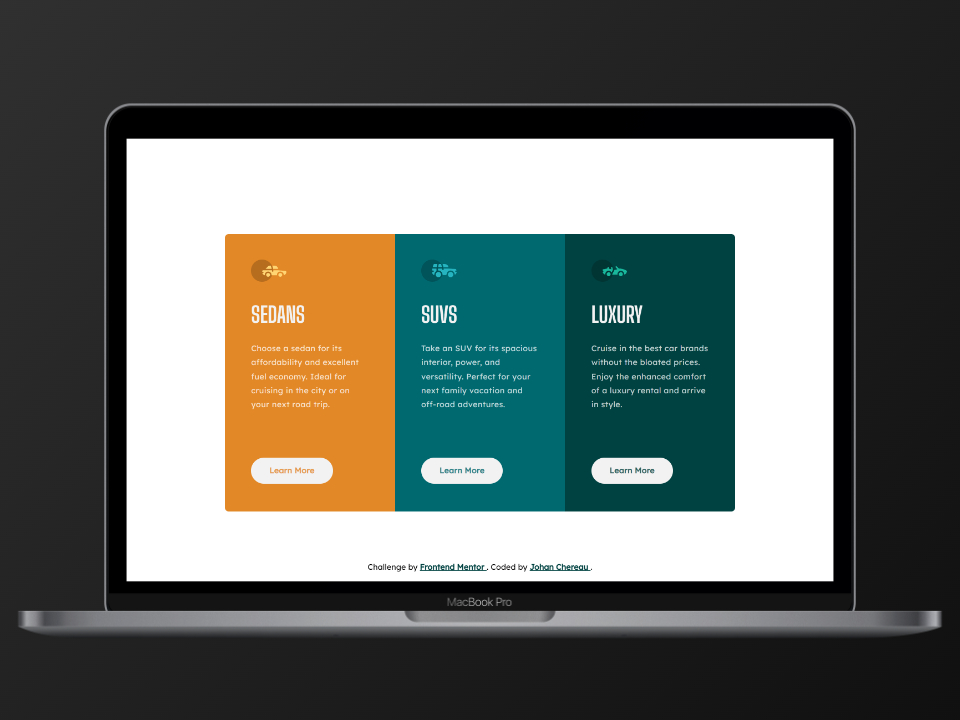 SEDANS
Choose a sedan for its
affordability and excellent
fuel economy. Ideal for
cruising in the city or on
your next road trip.
Learn More
SUVS
Take an SUV for its spacious
interior, power, and
versatility. Perfect for your
next family vacation and
off-road adventures.
Learn More
LUXURY
Cruise in the best car brands
without the bloated prices.
Enjoy the enhanced comfort
of a luxury rental and arrive
in style.
Learn More
Challenge by Frontend Mentor . Coded by Johan Chereau .
MacBook Pro